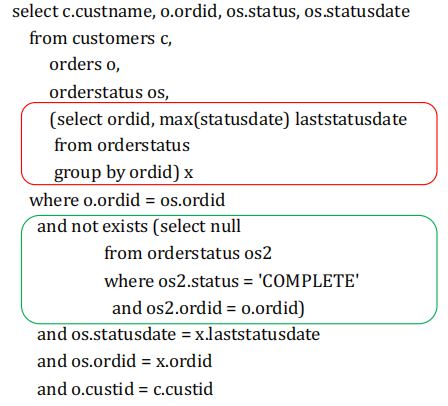 select c.custname, o.ordid, os.status, os.statusdate
from customers c,
orders o,
orderstatus os,
(select ordid, max(statusdate) laststatusdate
from orderstatus
group by ordid) x
where o.ordid = os.ordid
and not exists (select null
from orderstatus os2
where os2.status = 'COMPLETE'
and os2.ordid = o.ordid)
and os.statusdate = x.laststatusdate
and os.ordid = x.ordid
and o.custid = c.custid